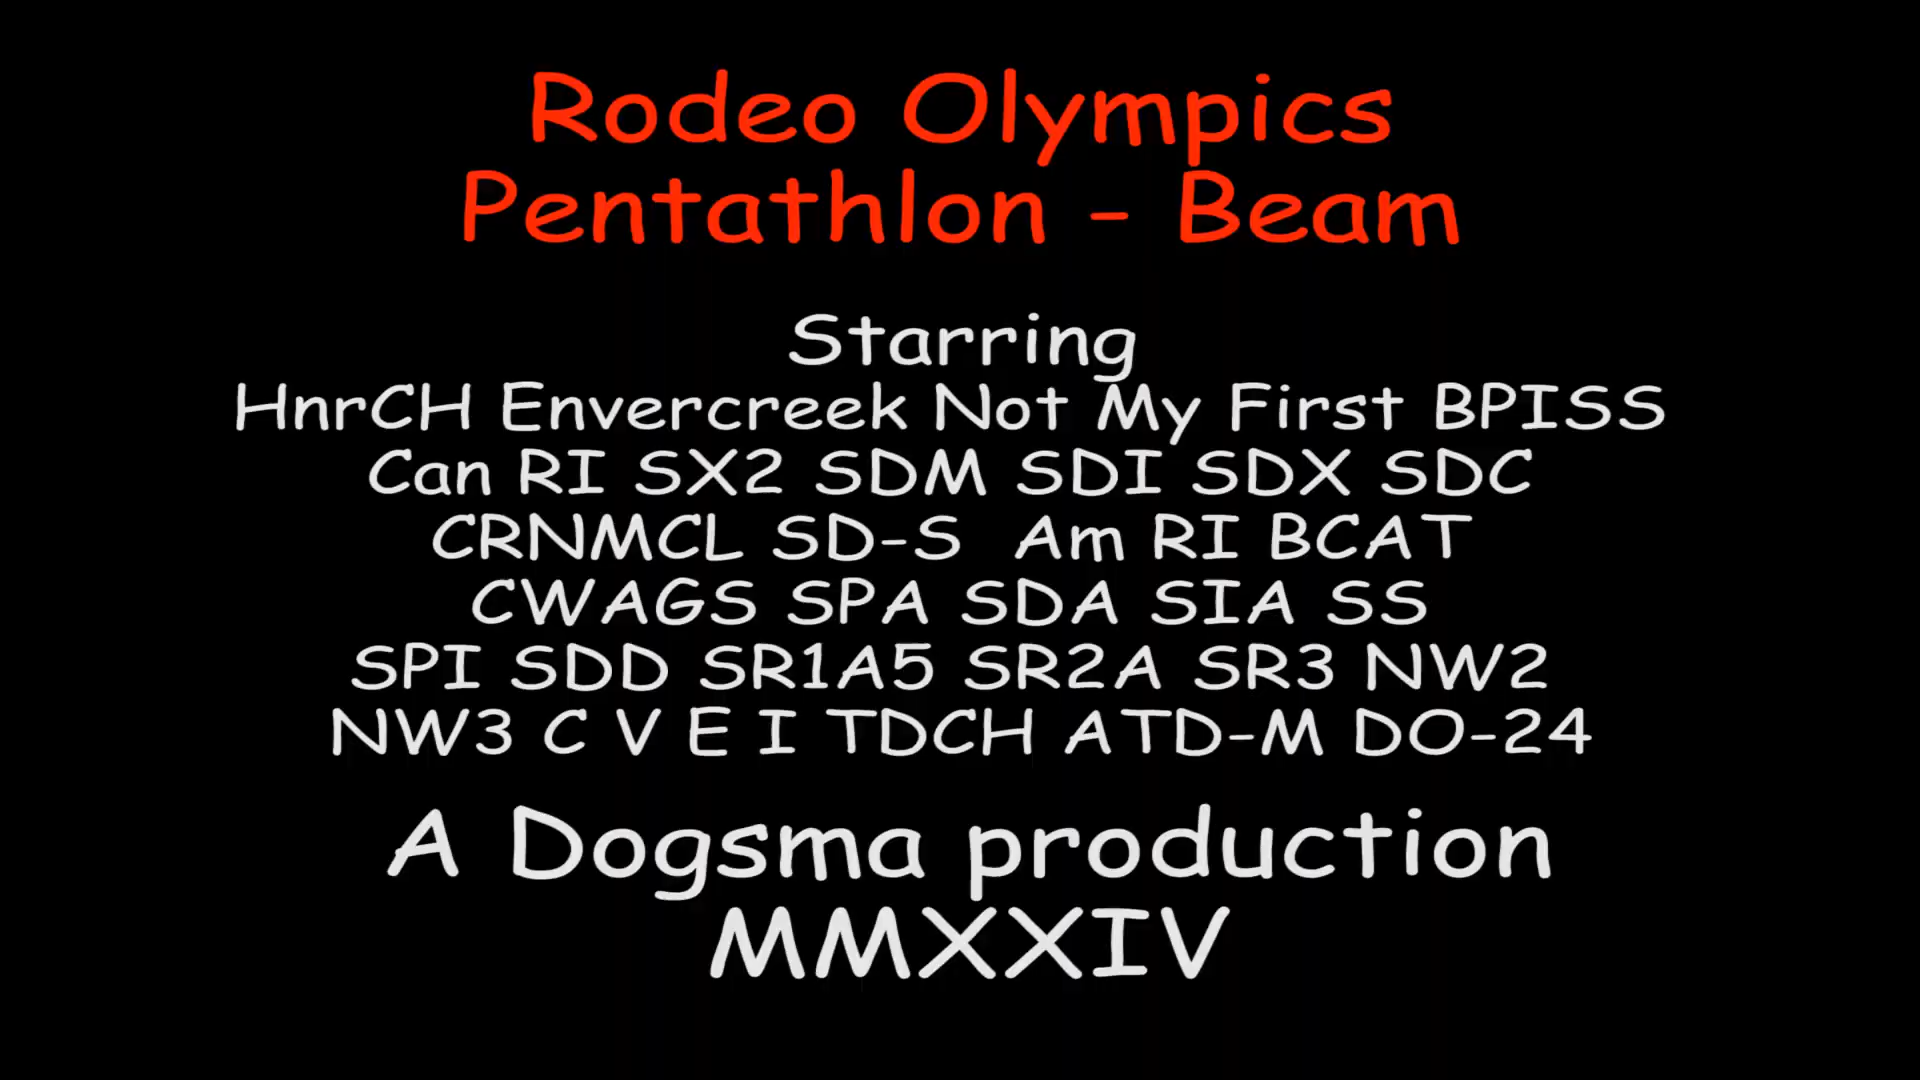 Rodeo Olympics
Pentathlon - Beam
Starring
HnrCH Envercreek Not My First BPISS
Can RI SX2 SDM SDI SDX SDC
CRNMCL SD-S Am RI BCAT
CWAGS SPA SDA SIA SS
SPI SDD SR1A5 SR2A SR3 NW2
NW3 C V E I TDCH ATD-M DO-24
A Dogsma production
MMXXIV